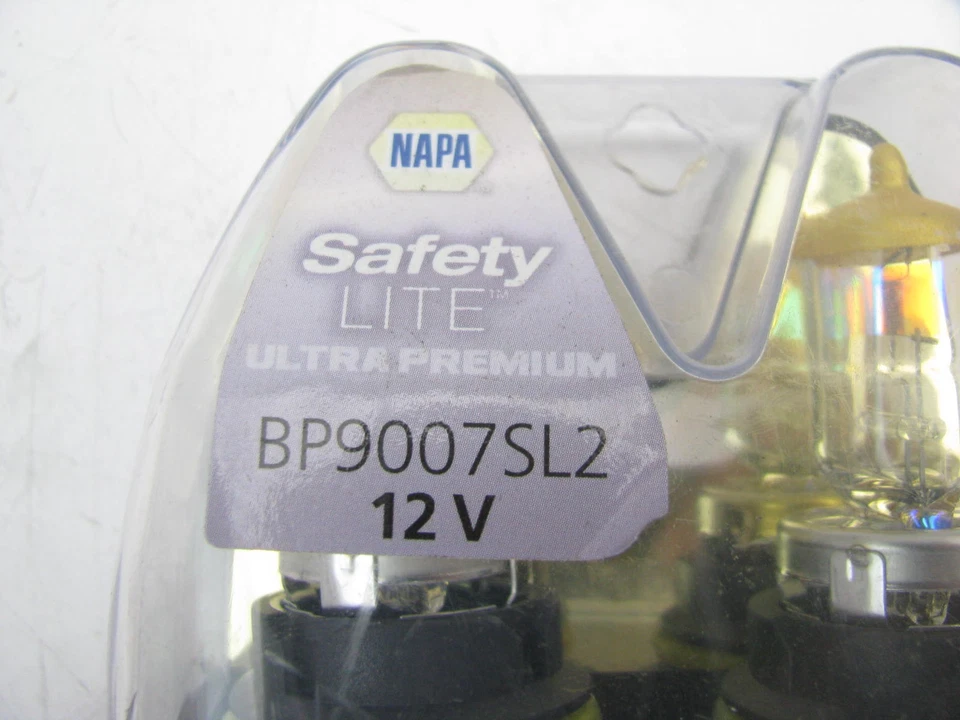 NAPA
Safety
LITE™
ULTRA PREMIUM
BP9007SL2
12 V